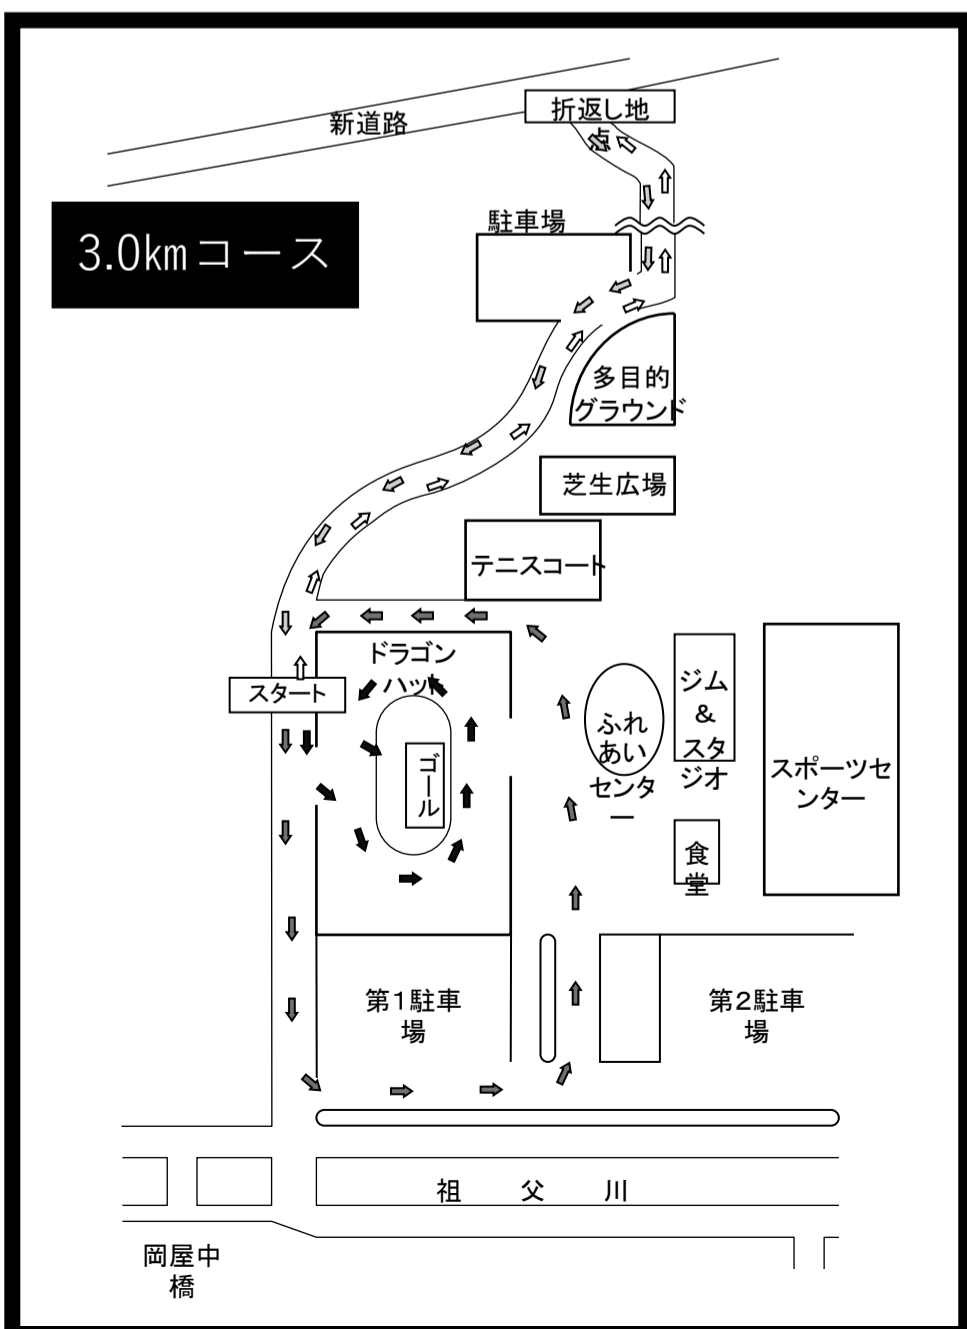 折返し地
点
新道路
駐車場
3.0kmコース
多目的
グラウンド
芝生広場
テニスコート
ドラゴン
ハット
スタート
ゴール
ふれ
あい
センタ
ー
ジム
&
スタ
ジオ
スポーツセ
ンター
食
堂
第1駐車
場
第2駐車
場
祖 父 川
岡屋中
橋